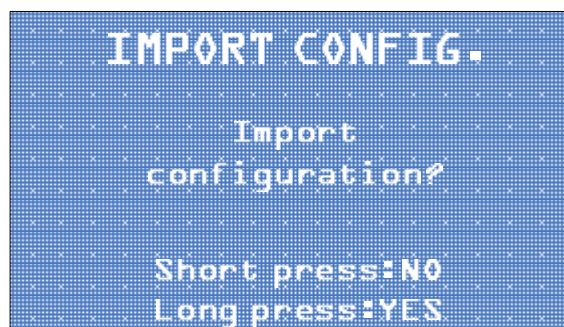 IMPORT CONFIG.
Import
configuration?
Short press:NO
Long press:YES